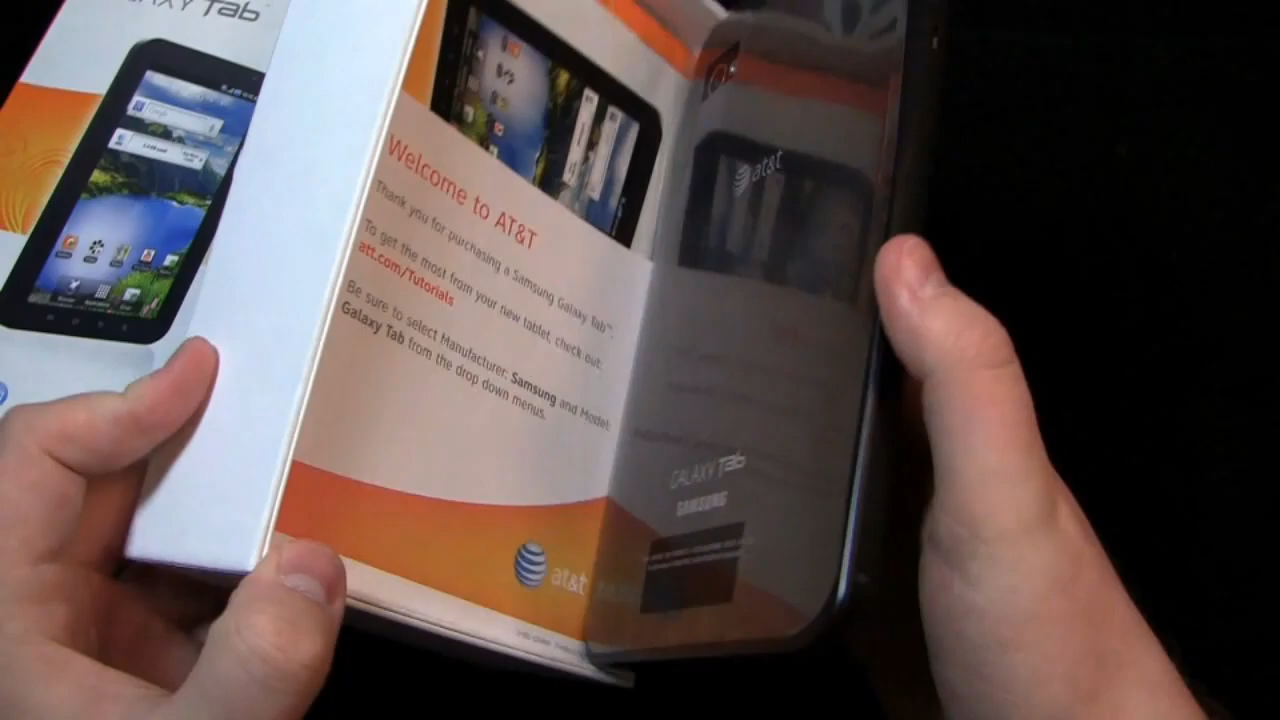 GALAXY Tab™
Welcome to AT&T
Thank you for purchasing a Samsung Galaxy Tab™.
To get the most from your new tablet, check out:
att.com/Tutorials
Be sure to select Manufacturer: Samsung and Model:
Galaxy Tab from the drop down menus.
at&t
at&t
GALAXY Tab
SAMSUNG